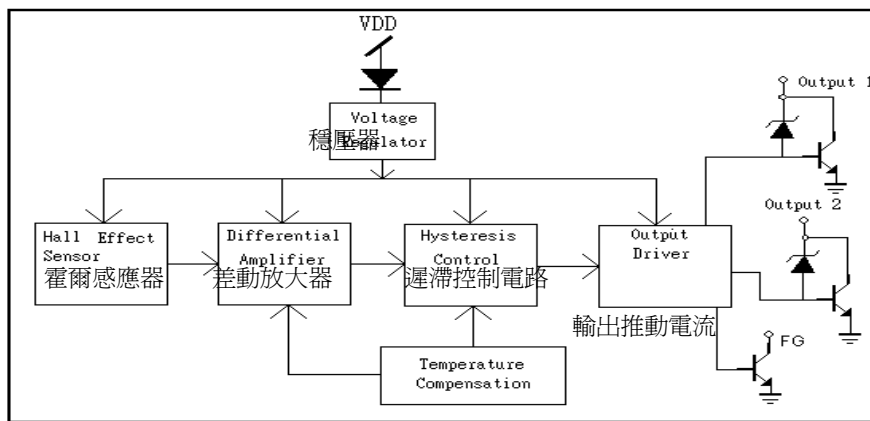 VDD
Voltage
Regulator
穩壓器
Output 1
Output 2
Hall Effect
Sensor
霍爾感應器
Differential
Amplifier
差動放大器
Hysteresis
Control
遲滯控制電路
Output
Driver
輸出推動電流
FG
Temperature
Compensation